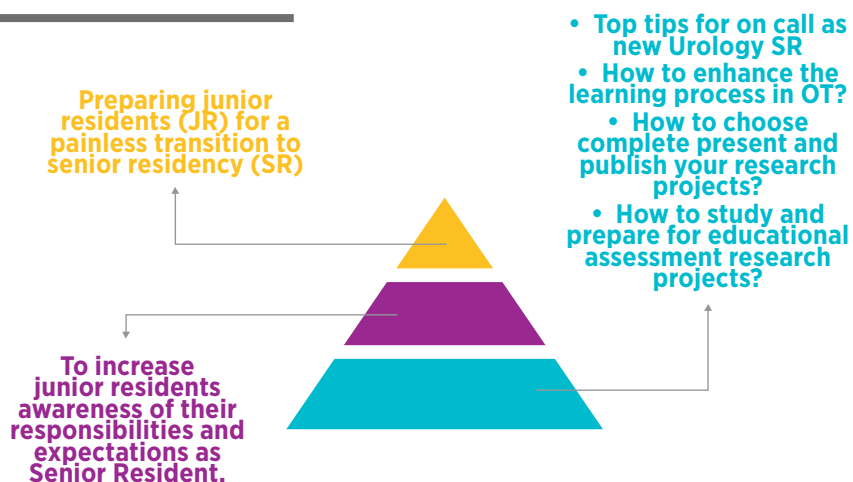 Preparing junior
residents (JR) for a
painless transition to
senior residency (SR)
• Top tips for on call as
new Urology SR
• How to enhance the
learning process in OT?
• How to choose
complete present and
publish your research
projects?
• How to study and
prepare for educational
assessment research
projects?
To increase
junior residents
awareness of their
responsibilities and
expectations as
Senior Resident.